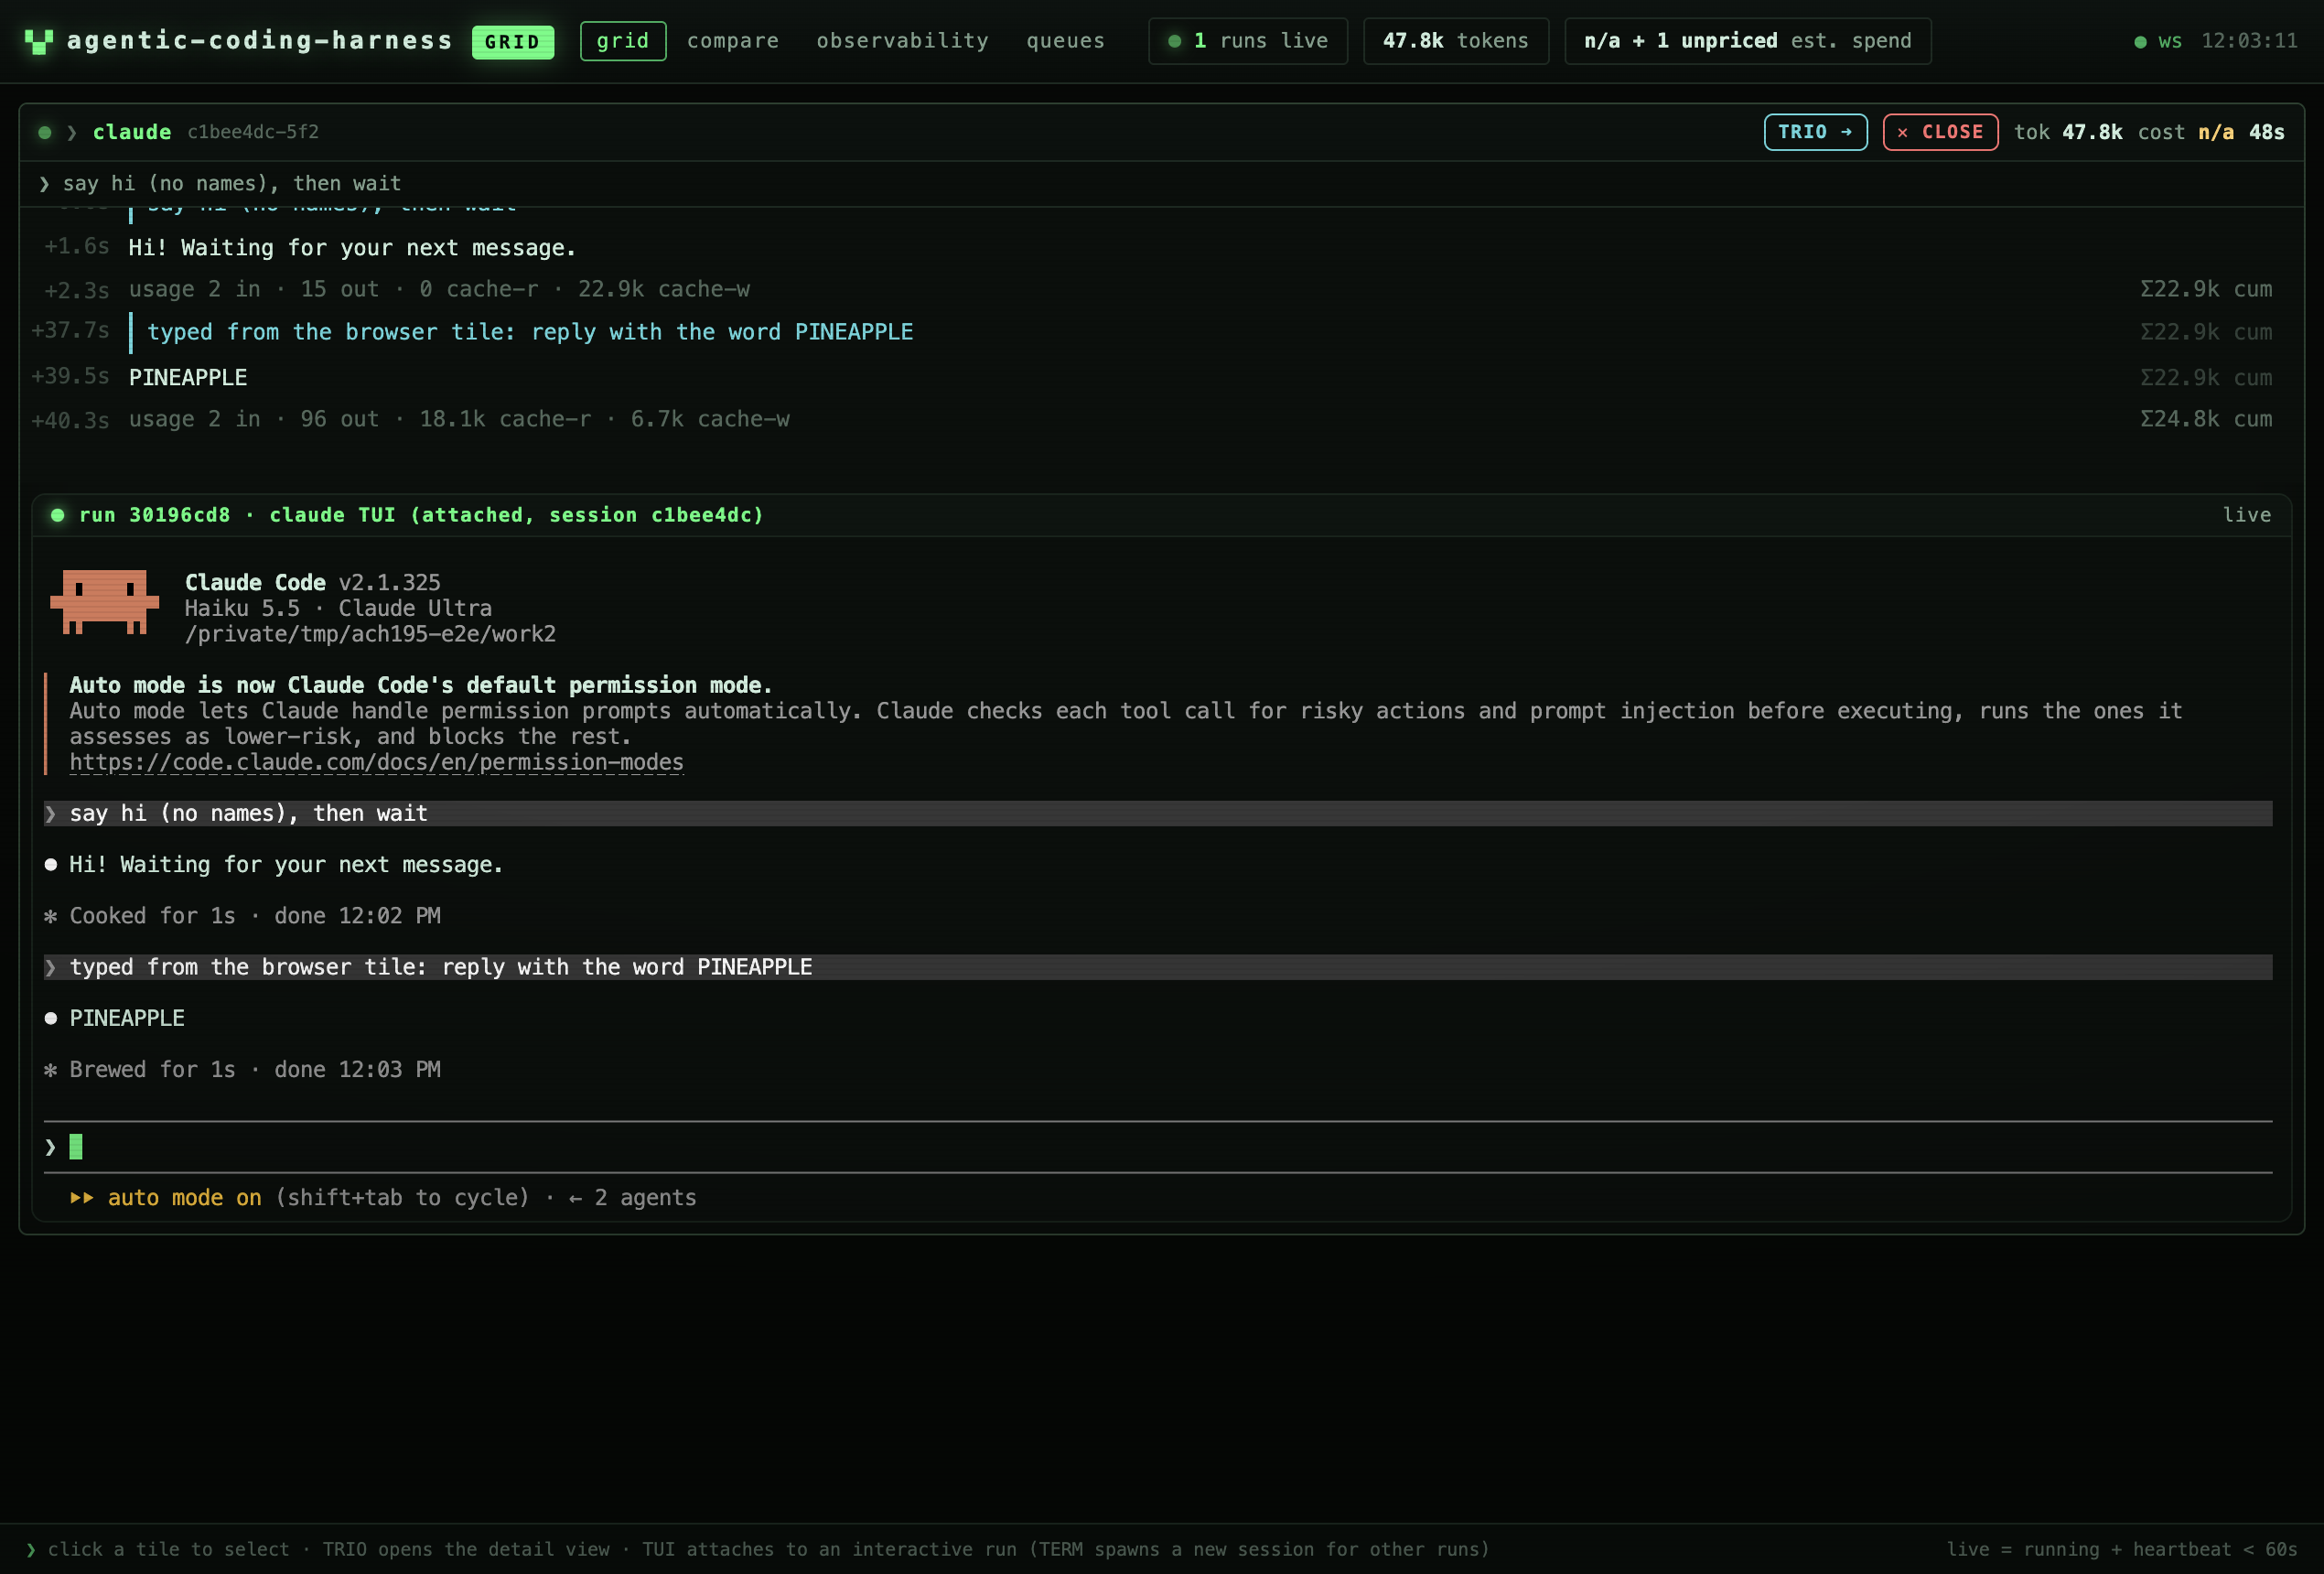 agentic-coding-harness GRID grid compare observability queues 1 runs live 47.8k tokens n/a + 1 unpriced est. spend ws 12:03:11
❯ claude c1bee4dc-5f2 TRIO → × CLOSE tok 47.8k cost n/a 48s
❯ say hi (no names), then wait
say hi (no names), then wait
+1.6s Hi! Waiting for your next message.
+2.3s usage 2 in · 15 out · 0 cache-r · 22.9k cache-w Σ22.9k cum
+37.7s typed from the browser tile: reply with the word PINEAPPLE Σ22.9k cum
+39.5s PINEAPPLE Σ22.9k cum
+40.3s usage 2 in · 96 out · 18.1k cache-r · 6.7k cache-w Σ24.8k cum
run 30196cd8 · claude TUI (attached, session c1bee4dc) live
Claude Code v2.1.325
Haiku 5.5 · Claude Ultra
/private/tmp/ach195-e2e/work2
Auto mode is now Claude Code's default permission mode.
Auto mode lets Claude handle permission prompts automatically. Claude checks each tool call for risky actions and prompt injection before executing, runs the ones it
assesses as lower-risk, and blocks the rest.
https://code.claude.com/docs/en/permission-modes
❯ say hi (no names), then wait
● Hi! Waiting for your next message.
✻ Cooked for 1s · done 12:02 PM
❯ typed from the browser tile: reply with the word PINEAPPLE
● PINEAPPLE
✻ Brewed for 1s · done 12:03 PM
❯
⏵⏵ auto mode on (shift+tab to cycle) · ← 2 agents
❯ click a tile to select · TRIO opens the detail view · TUI attaches to an interactive run (TERM spawns a new session for other runs) live = running + heartbeat < 60s